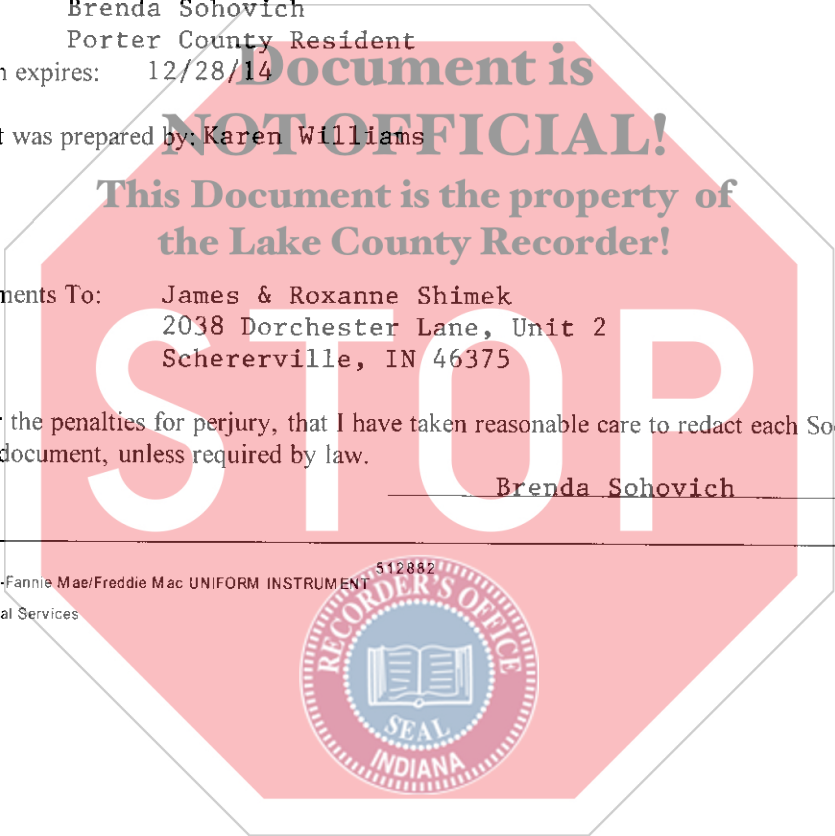 Brenda Sohovich
Porter County Resident
n expires: 12/28/14
Document is
t was prepared by: Karen Williams
NOT OFFICIAL!
This Document is the property of
the Lake County Recorder!
nents To: James & Roxanne Shimek
2038 Dorchester Lane, Unit 2
Schererville, IN 46375
STOP
r the penalties for perjury, that I have taken reasonable care to redact each So
document, unless required by law.
Brenda Sohovich
512882
-Fannie Mae/Freddie Mac UNIFORM INSTRUMENT
al Services
RECORDER'S OFFICE
SEAL
INDIANA